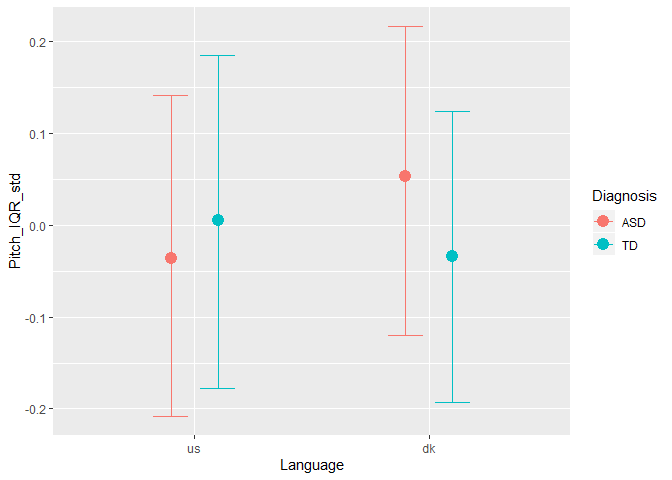 0.2
0.1
0.0
-0.1
-0.2
Pitch_IQR_std
us
dk
Language
Diagnosis
ASD
TD